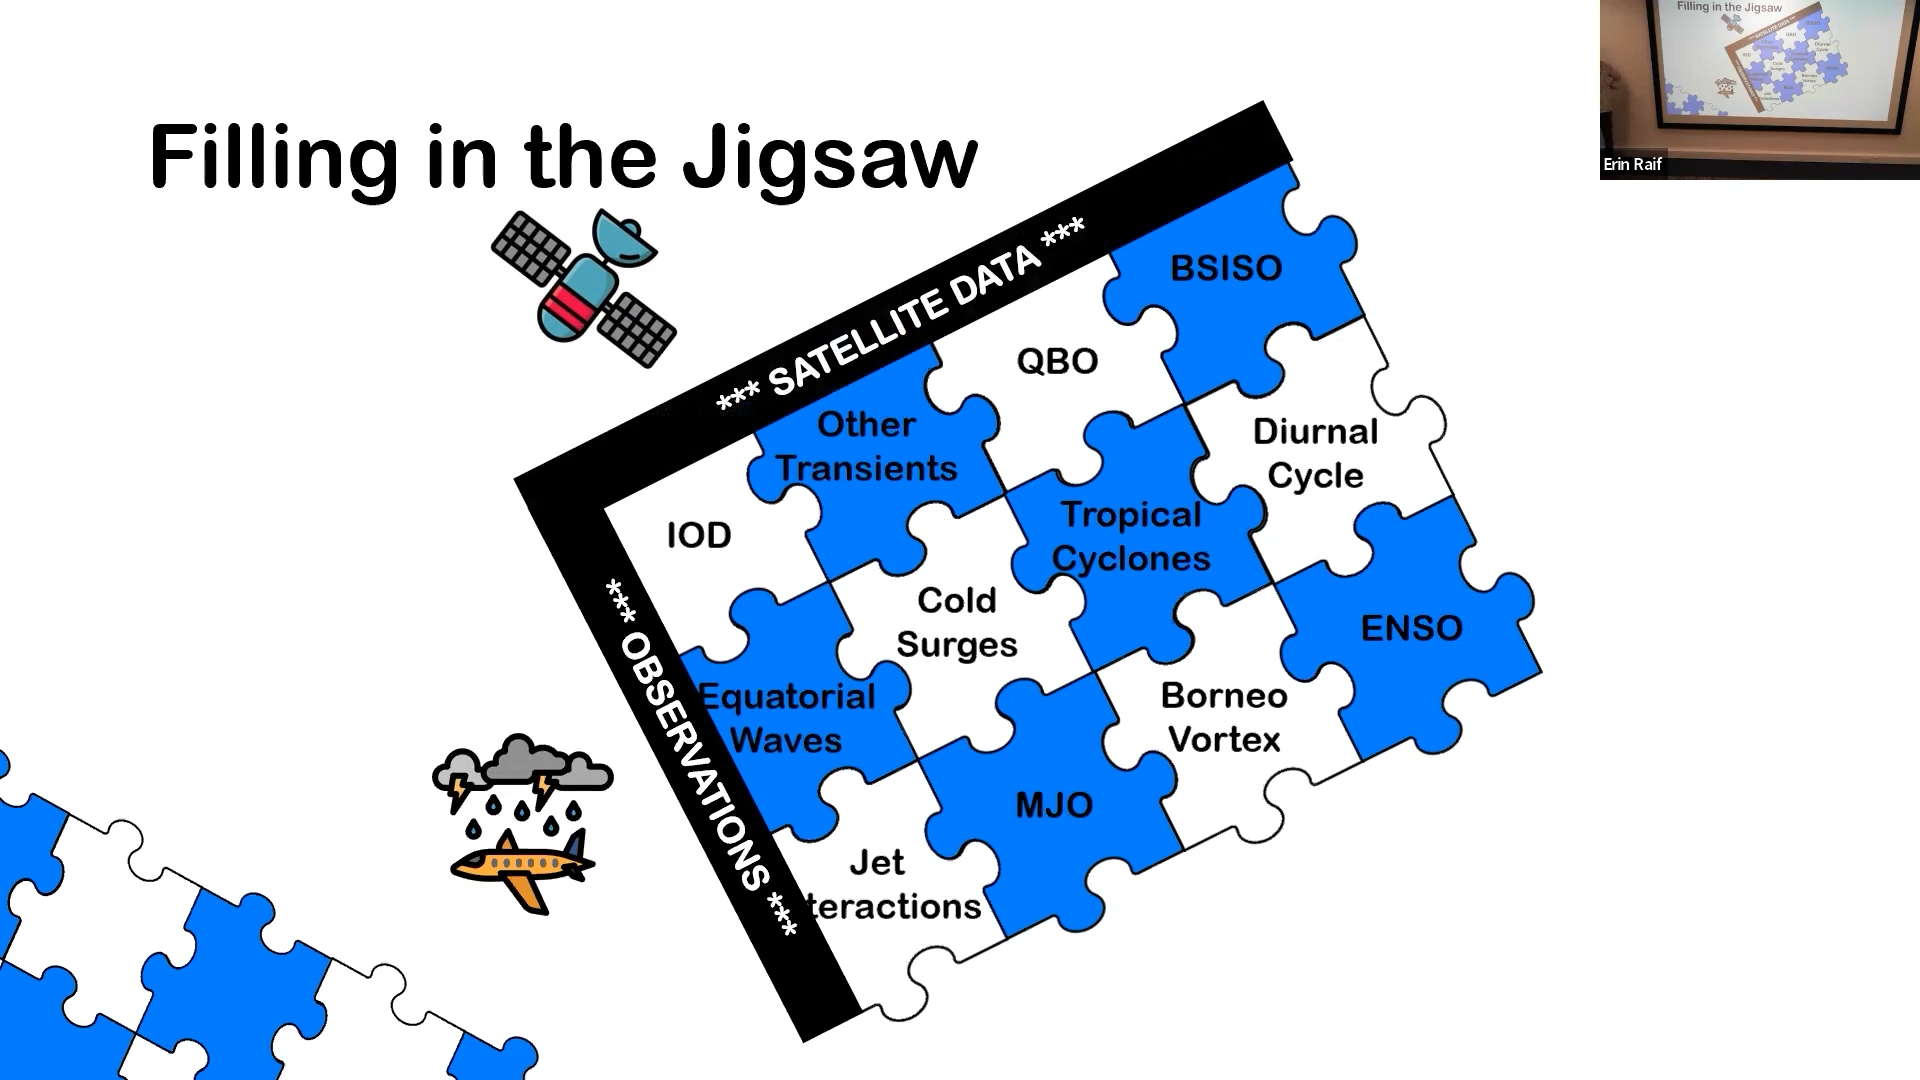 Filling in the Jigsaw
Filling in the Jigsaw
Erin Raif
*** SATELLITE DATA ***
*** OBSERVATIONS ***
BSISO
QBO
Other
Transients
IOD
Diurnal
Cycle
Tropical
Cyclones
Cold
Surges
ENSO
Equatorial
Waves
Borneo
Vortex
MJO
Jet
teractions